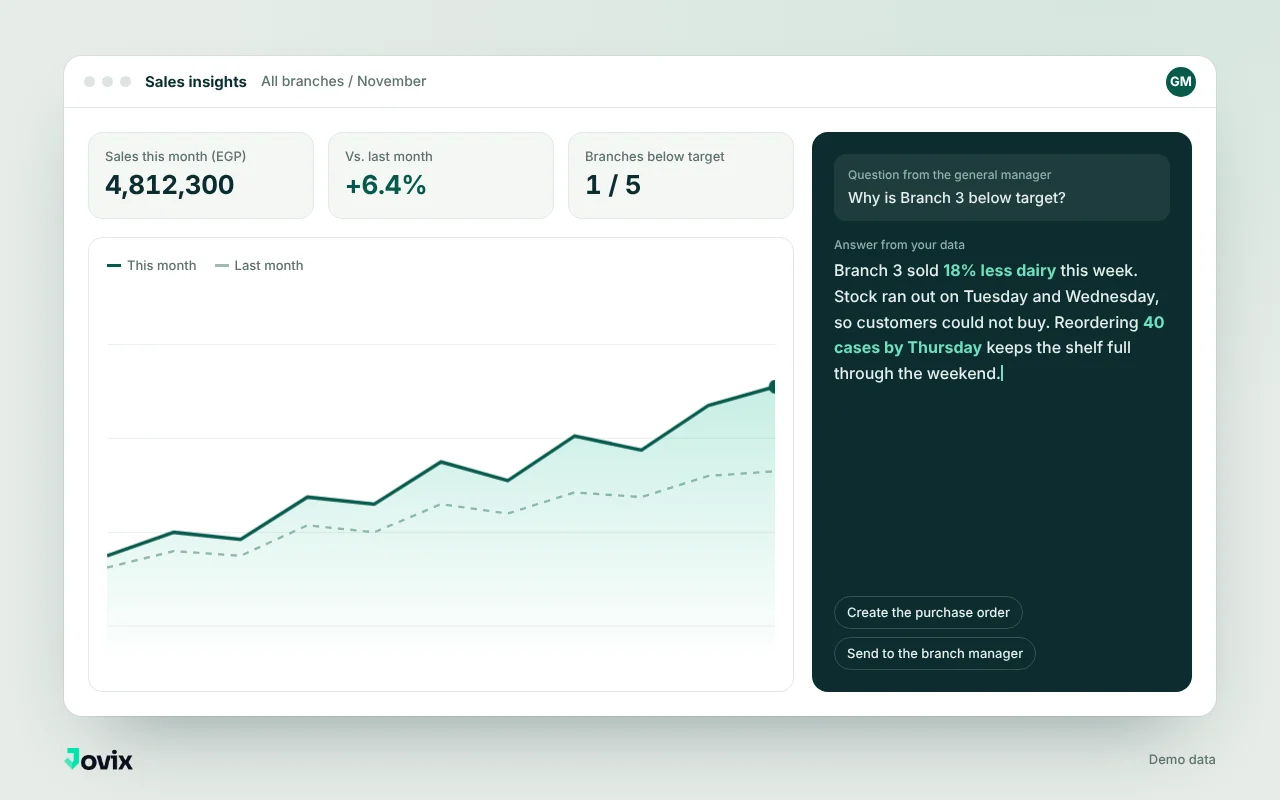 Sales insights
All branches / November
GM
Sales this month (EGP)
4,812,300
Vs. last month
+6.4%
Branches below target
1 / 5
This month
Last month
Question from the general manager
Why is Branch 3 below target?
Answer from your data
Branch 3 sold 18% less dairy this week.
Stock ran out on Tuesday and Wednesday,
so customers could not buy. Reordering 40
cases by Thursday keeps the shelf full
through the weekend.
Create the purchase order
Send to the branch manager
Jovix
Demo data